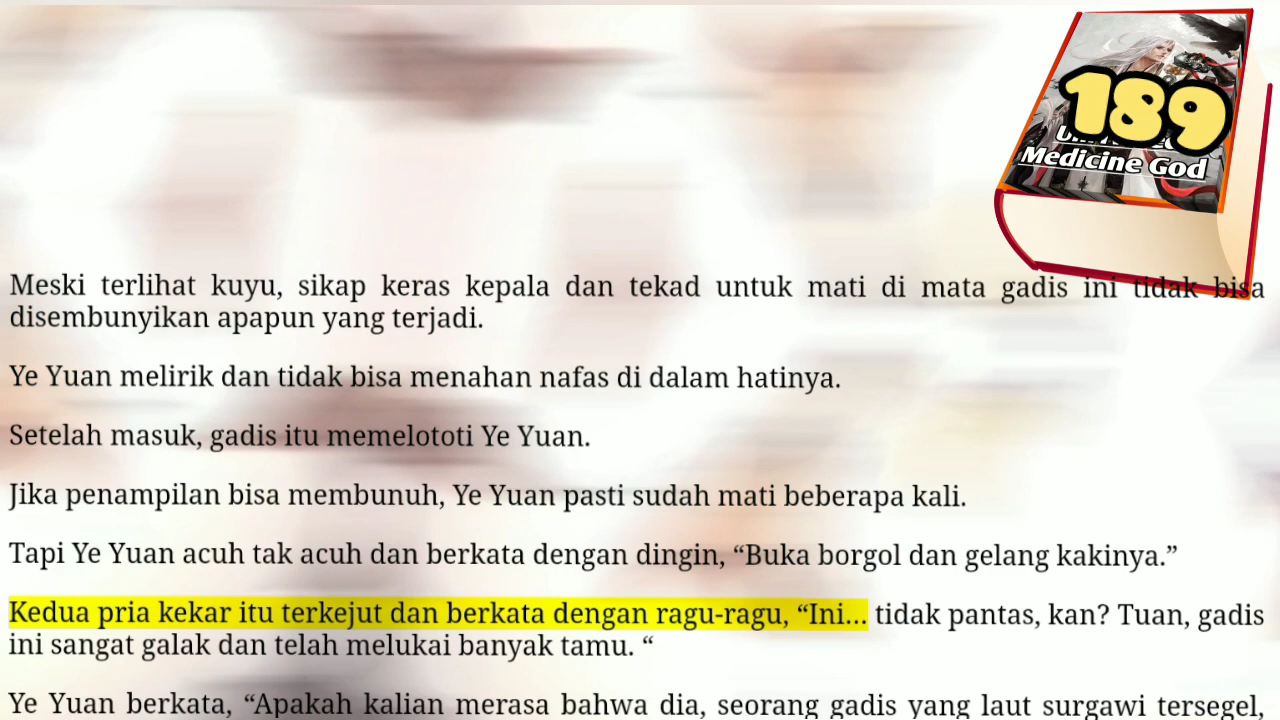 189
Medicine God
Meski terlihat kuyu, sikap keras kepala dan tekad untuk mati di mata gadis ini tidak bisa
disembunyikan apapun yang terjadi.
Ye Yuan melirik dan tidak bisa menahan nafas di dalam hatinya.
Setelah masuk, gadis itu memelototi Ye Yuan.
Jika penampilan bisa membunuh, Ye Yuan pasti sudah mati beberapa kali.
Tapi Ye Yuan acuh tak acuh dan berkata dengan dingin, “Buka borgol dan gelang kakinya.”
Kedua pria kekar itu terkejut dan berkata dengan ragu-ragu, “Ini... tidak pantas, kan? Tuan, gadis
ini sangat galak dan telah melukai banyak tamu. “
Ye Yuan berkata, “Apakah kalian merasa bahwa dia, seorang gadis yang laut surgawi tersegel,